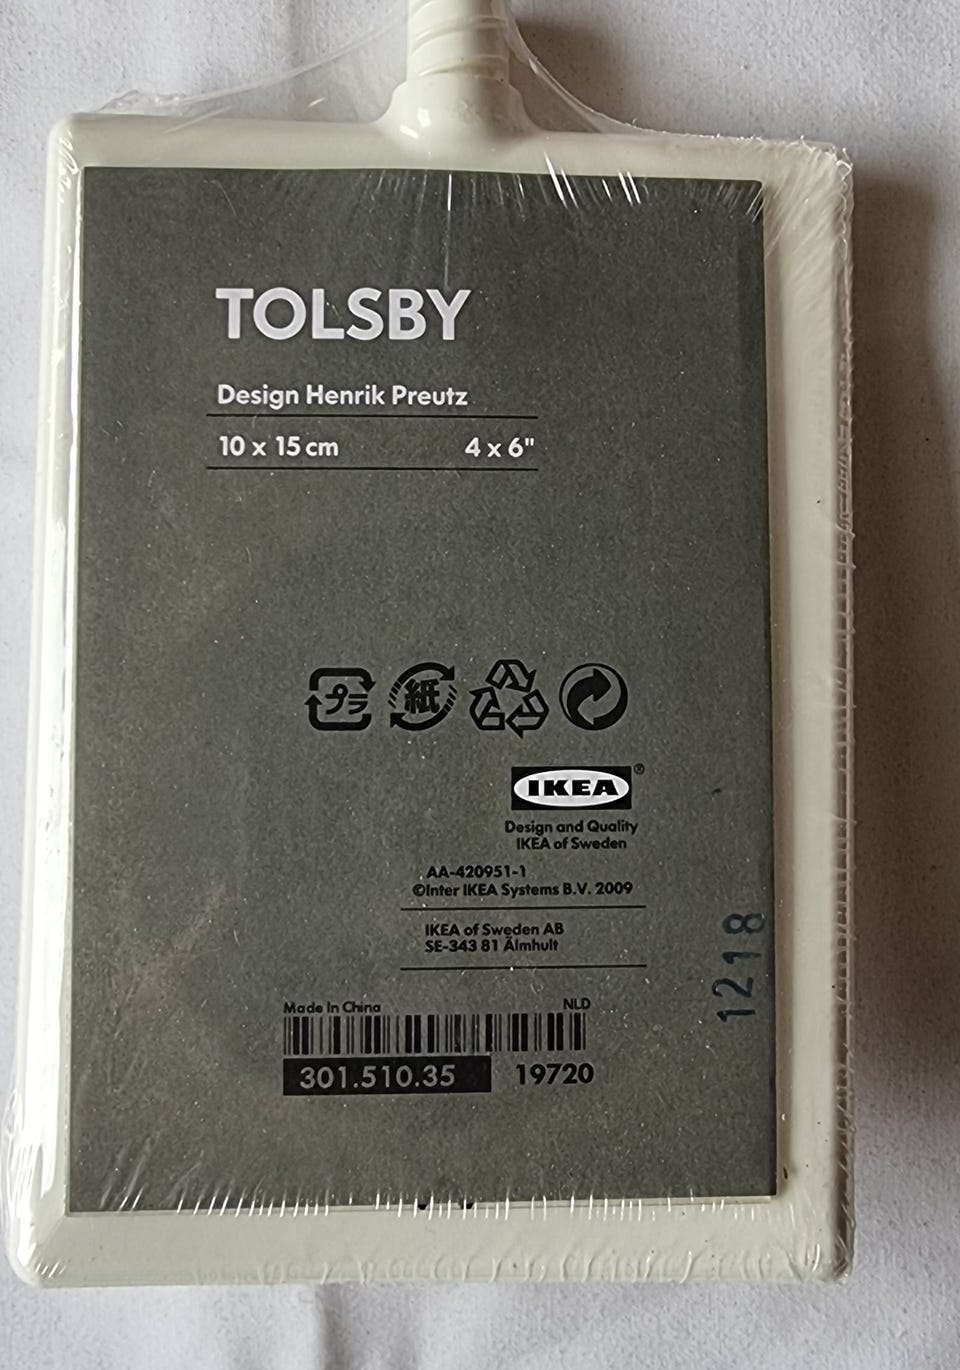 TOLSBY
Design Henrik Preutz
10 x 15 cm 4 x 6"
プラ 紙
IKEA®
Design and Quality
IKEA of Sweden
AA-420951-1
©Inter IKEA Systems B.V. 2009
IKEA of Sweden AB
SE-343 81 Älmhult
1218
Made In China NLD
301.510.35 19720